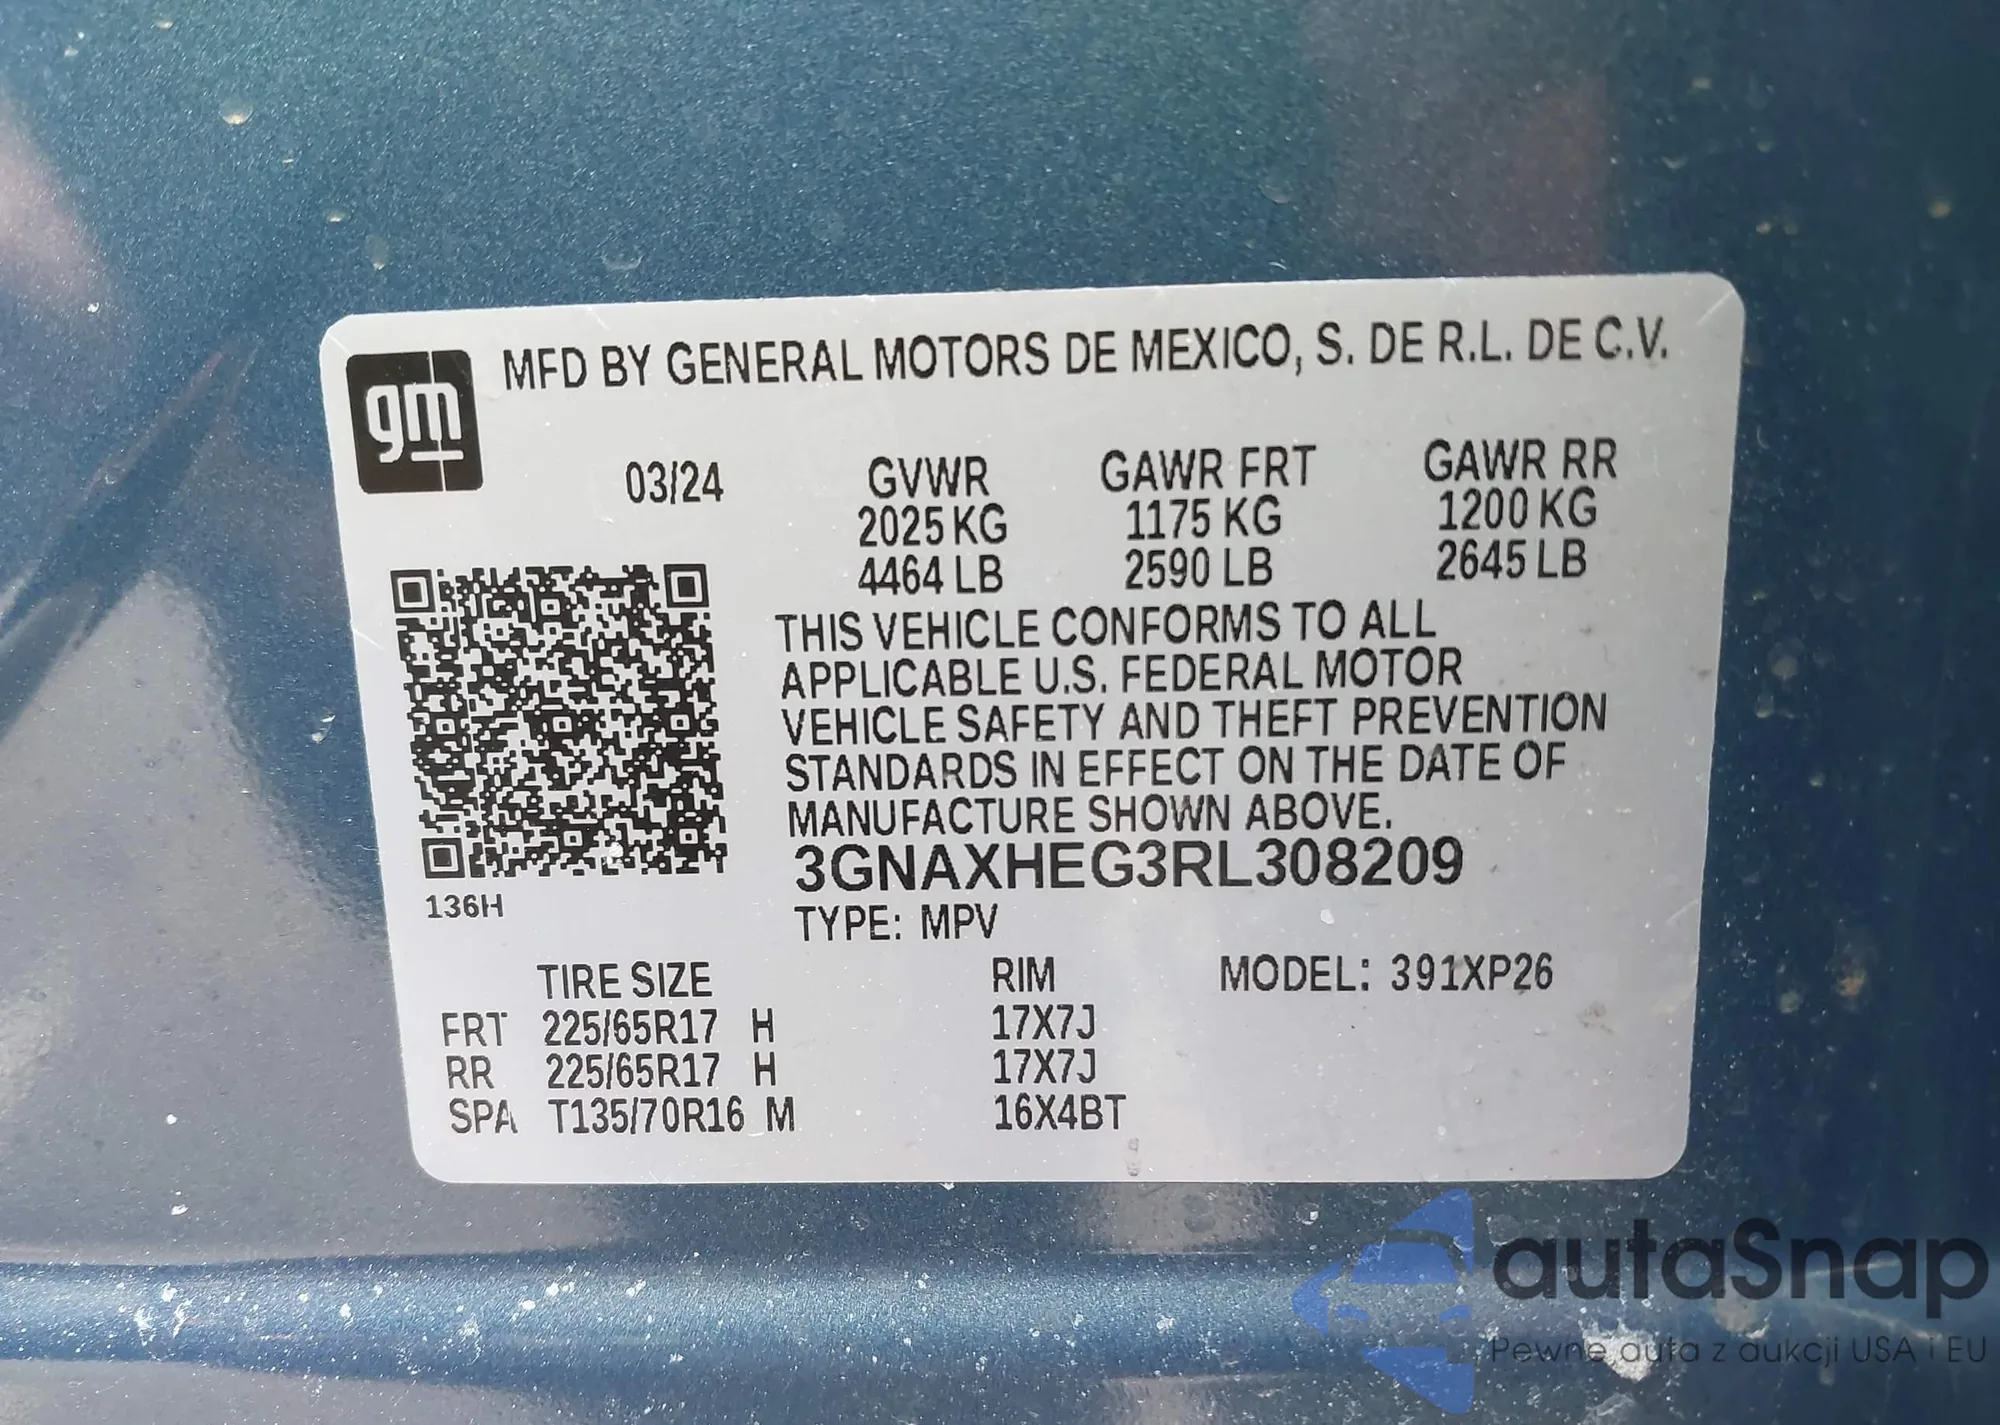 gm
MFD BY GENERAL MOTORS DE MEXICO, S. DE R.L. DE C.V.
03/24 GVWR GAWR FRT GAWR RR
2025 KG 1175 KG 1200 KG
4464 LB 2590 LB 2645 LB
THIS VEHICLE CONFORMS TO ALL
APPLICABLE U.S. FEDERAL MOTOR
VEHICLE SAFETY AND THEFT PREVENTION
STANDARDS IN EFFECT ON THE DATE OF
MANUFACTURE SHOWN ABOVE.
3GNAXHEG3RL308209
136H
TYPE: MPV
TIRE SIZE RIM MODEL: 391XP26
FRT 225/65R17 H 17X7J
RR 225/65R17 H 17X7J
SPA T135/70R16 M 16X4BT
autaSnap
Pewne auta z aukcji USA i EU